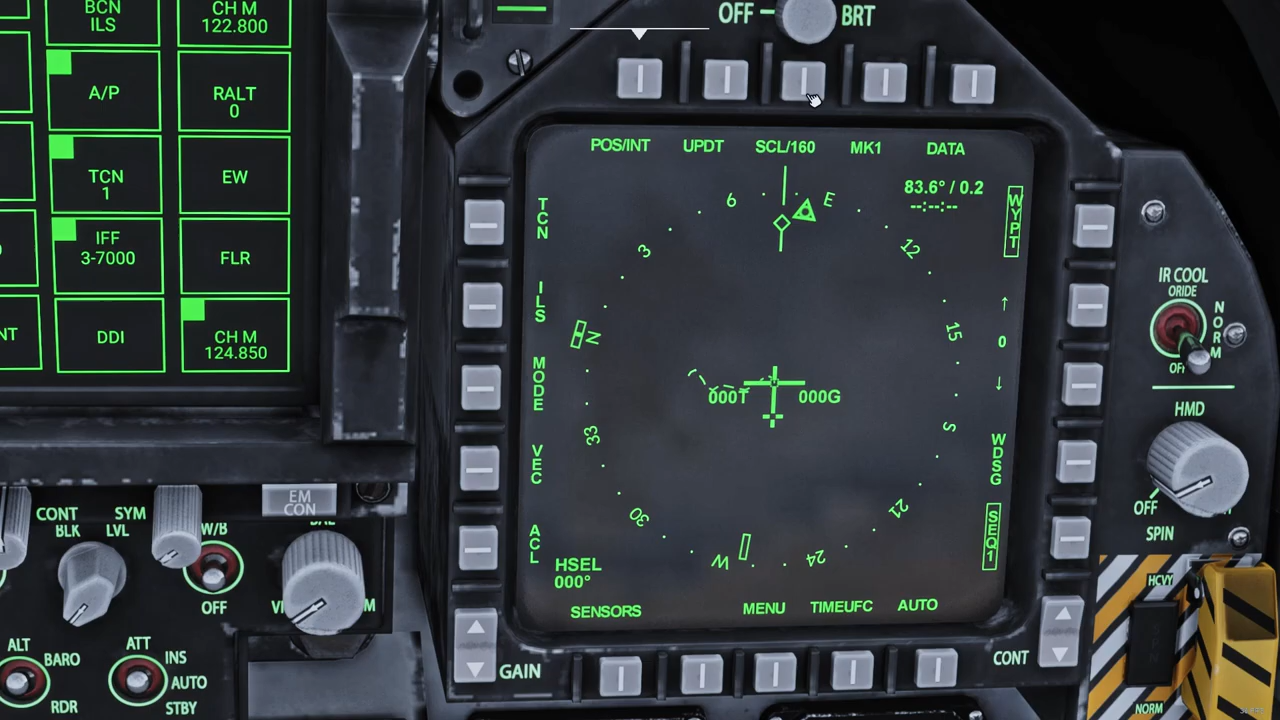 BCN
ILS
CH M
122.800
A/P
RALT
0
TCN
1
EW
IFF
3-7000
FLR
DDI
CH M
124.850
OFF
BRT
POS/INT UPDT SCL/160 MK1 DATA
83.6° / 0.2
--:--:--
WYPT
TCN
ILS
MODE
VEC
ACL
6
E
3
12
N
15
33
S
30
21
W
24
000T
000G
↑
0
↓
WDSG
SEQ1
HSEL
000°
SENSORS MENU TIMEUFC AUTO
GAIN
CONT
IR COOL
ORIDE
NORM
HMD
OFF
SPIN
HCVY
NORM
EM
CON
CONT
SYM
BLK
LVL
W/B
OFF
ALT
BARO
RDR
ATT
INS
AUTO
STBY